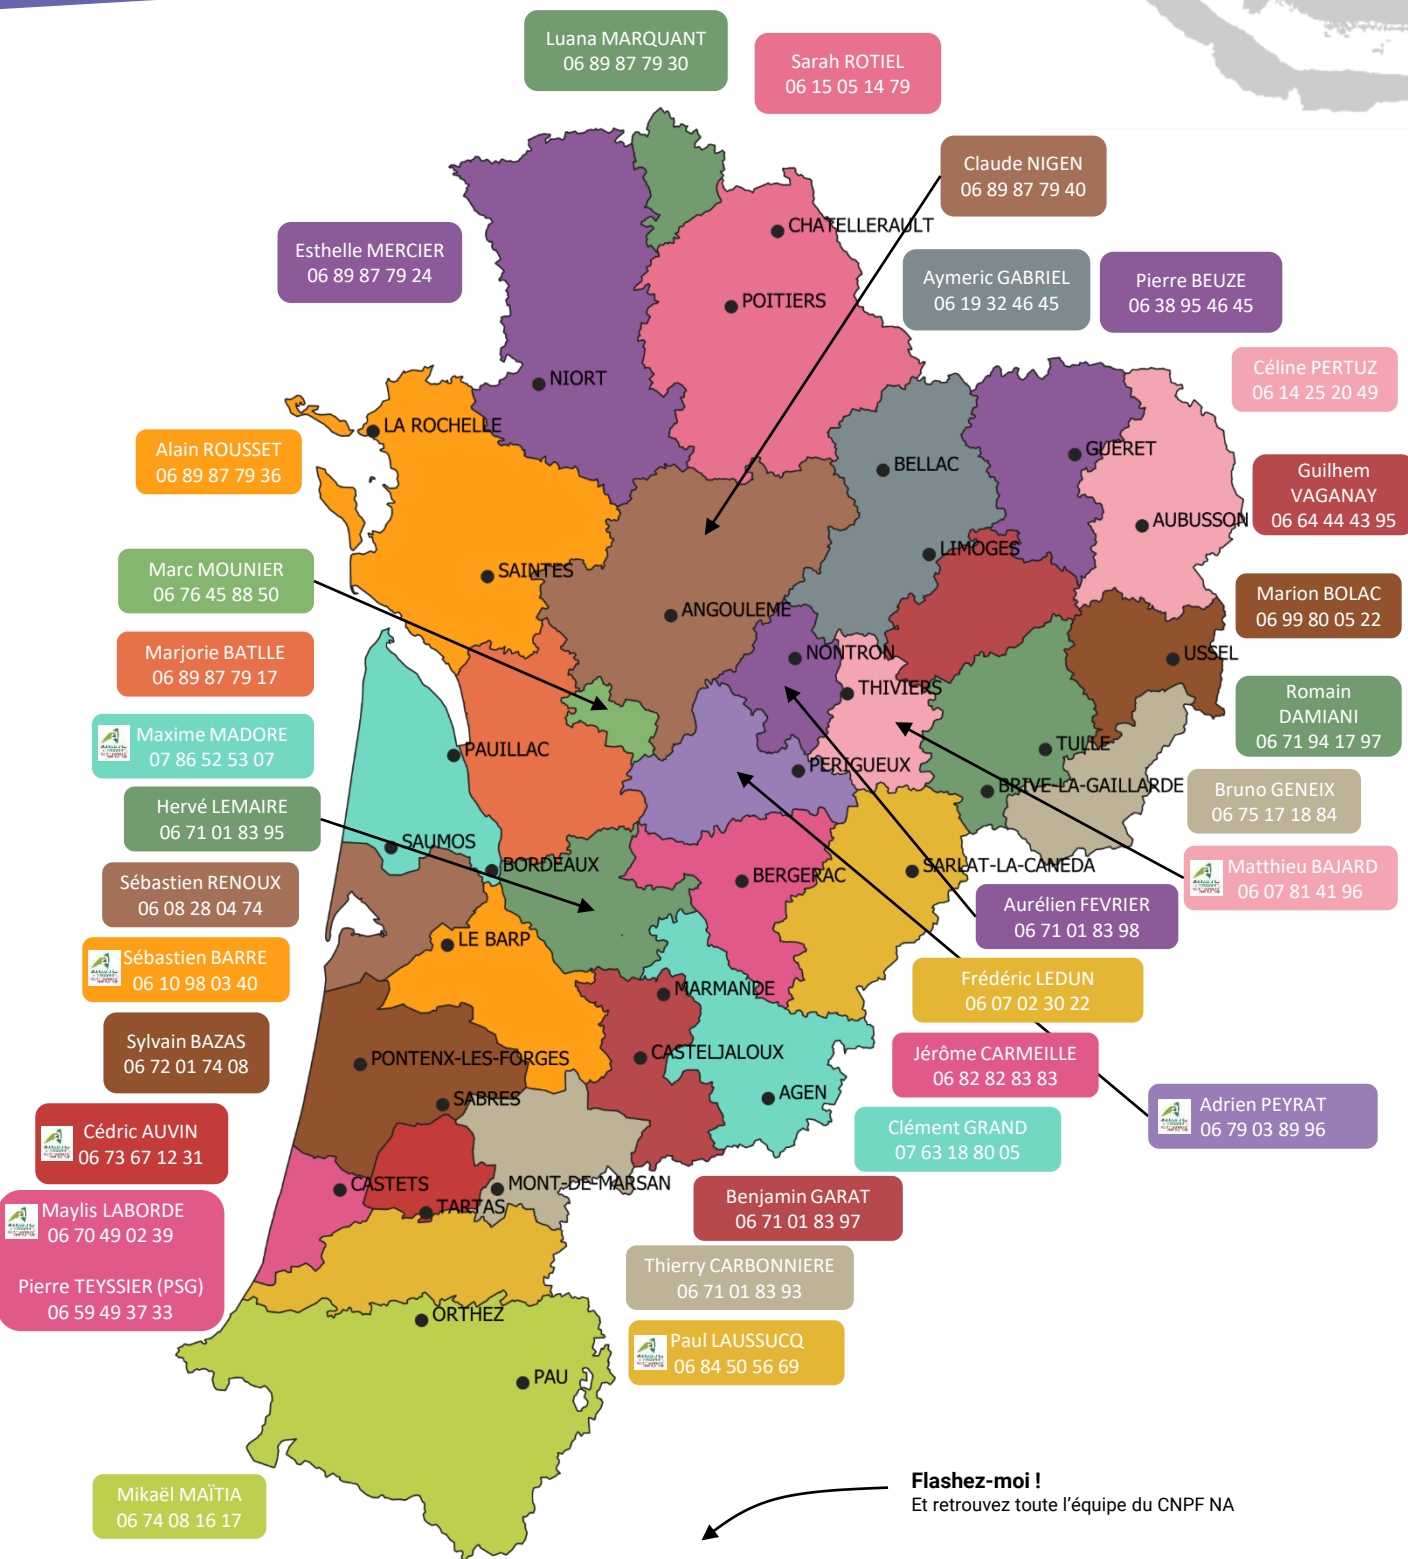 Luana MARQUANT
06 89 87 79 30
Sarah ROTIEL
06 15 05 14 79
Claude NIGEN
06 89 87 79 40
CHATELLERAULT
Esthelle MERCIER
06 89 87 79 24
Aymeric GABRIEL
06 19 32 46 45
Pierre BEUZE
06 38 95 46 45
POITIERS
Céline PERTUZ
06 14 25 20 49
NIORT
LA ROCHELLE
Alain ROUSSET
06 89 87 79 36
BELLAC
GUERET
Guilhem
VAGANAY
06 64 44 43 95
AUBUSSON
LIMOGES
SAINTES
Marc MOUNIER
06 76 45 88 50
ANGOULEME
Marion BOLAC
06 99 80 05 22
Marjorie BATLLE
06 89 87 79 17
NONTRON
USSEL
THIVIERS
Romain
DAMIANI
06 71 94 17 97
Maxime MADORE
07 86 52 53 07
PAUILLAC
TULLE
PERIGUEUX
BRIVE-LA-GAILLARDE
Bruno GENEIX
06 75 17 18 84
Hervé LEMAIRE
06 71 01 83 95
SAUMOS
BORDEAUX
BERGERAC
SARLAT-LA-CANEDA
Matthieu BAJARD
06 07 81 41 96
Sébastien RENOUX
06 08 28 04 74
Aurélien FEVRIER
06 71 01 83 98
LE BARP
Sébastien BARRE
06 10 98 03 40
Frédéric LEDUN
06 07 02 30 22
MARMANDE
Sylvain BAZAS
06 72 01 74 08
PONTENX-LES-FORGES
CASTELJALOUX
Jérôme CARMEILLE
06 82 82 83 83
SABRES
AGEN
Adrien PEYRAT
06 79 03 89 96
Cédric AUVIN
06 73 67 12 31
Clément GRAND
07 63 18 80 05
CASTETS
MONT-DE-MARSAN
TARTAS
Benjamin GARAT
06 71 01 83 97
Maylis LABORDE
06 70 49 02 39
Pierre TEYSSIER (PSG)
06 59 49 37 33
Thierry CARBONNIERE
06 71 01 83 93
ORTHEZ
Paul LAUSSUCQ
06 84 50 56 69
PAU
Mikaël MAÏTIA
06 74 08 16 17
Flashez-moi !
Et retrouvez toute l'équipe du CNPF NA